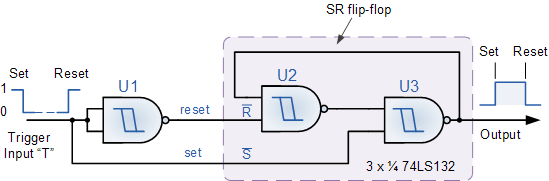 SR flip-flop
Set
Reset
1
0
Trigger
Input “T”
U1
reset
set
R̅
S̅
U2
U3
3 x ¼ 74LS132
Set
Reset
Output